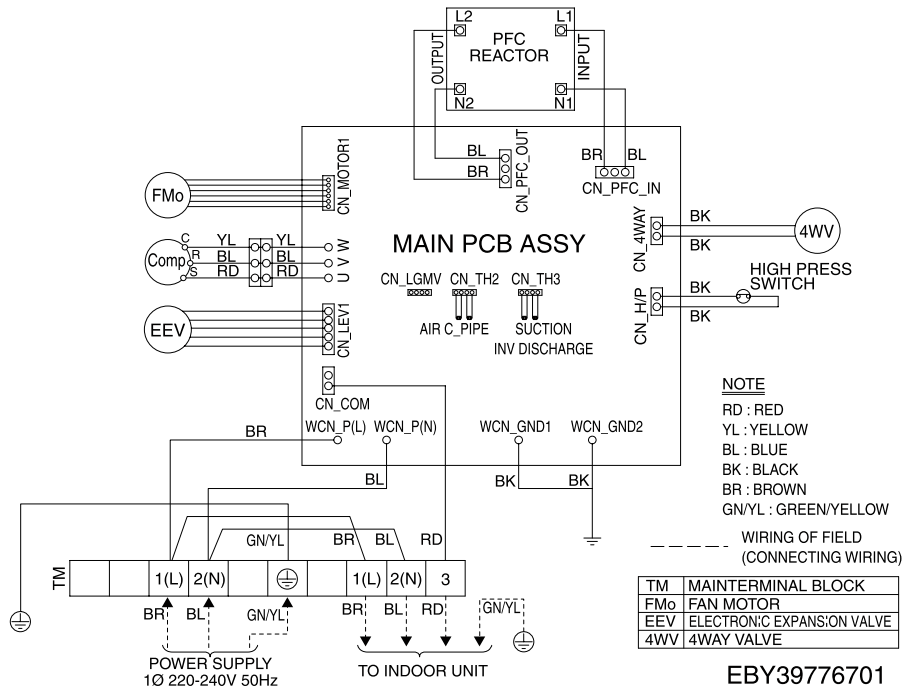 L2
L1
PFC
REACTOR
OUTPUT
INPUT
N2
N1
BL
BR
CN_PFC_OUT
BR
BL
CN_PFC_IN
FMo
CN_MOTOR1
CN_4WAY
BK
BK
4WV
MAIN PCB ASSY
Comp
C
R
S
YL
BL
RD
YL
BL
RD
W
V
U
CN_LGMV
CN_TH2
CN_TH3
AIR C_PIPE
SUCTION
INV DISCHARGE
HIGH PRESS
SWITCH
CN_H/P
BK
BK
EEV
CN_LEV1
CN_COM
WCN_P(L)
WCN_P(N)
WCN_GND1
WCN_GND2
BR
BL
BK
BK
NOTE
RD : RED
YL : YELLOW
BL : BLUE
BK : BLACK
BR : BROWN
GN/YL : GREEN/YELLOW
WIRING OF FIELD
(CONNECTING WIRING)
GN/YL
BR
BL
RD
TM
1(L)
2(N)
1(L)
2(N)
3
BR
BL
GN/YL
BR
BL
RD
GN/YL
POWER SUPPLY
1Ø 220-240V 50Hz
TO INDOOR UNIT
TM MAINTERMINAL BLOCK
FMo FAN MOTOR
EEV ELECTRONIC EXPANSION VALVE
4WV 4WAY VALVE
EBY39776701